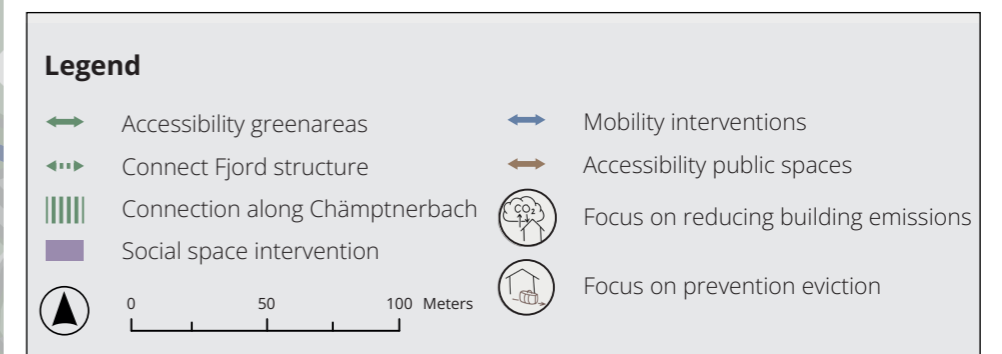 Legend
Accessibility greenareas
Connect Fjord structure
Connection along Chämptnerbach
Social space intervention
0 50 100 Meters
Mobility interventions
Accessibility public spaces
CO2
Focus on reducing building emissions
Focus on prevention eviction